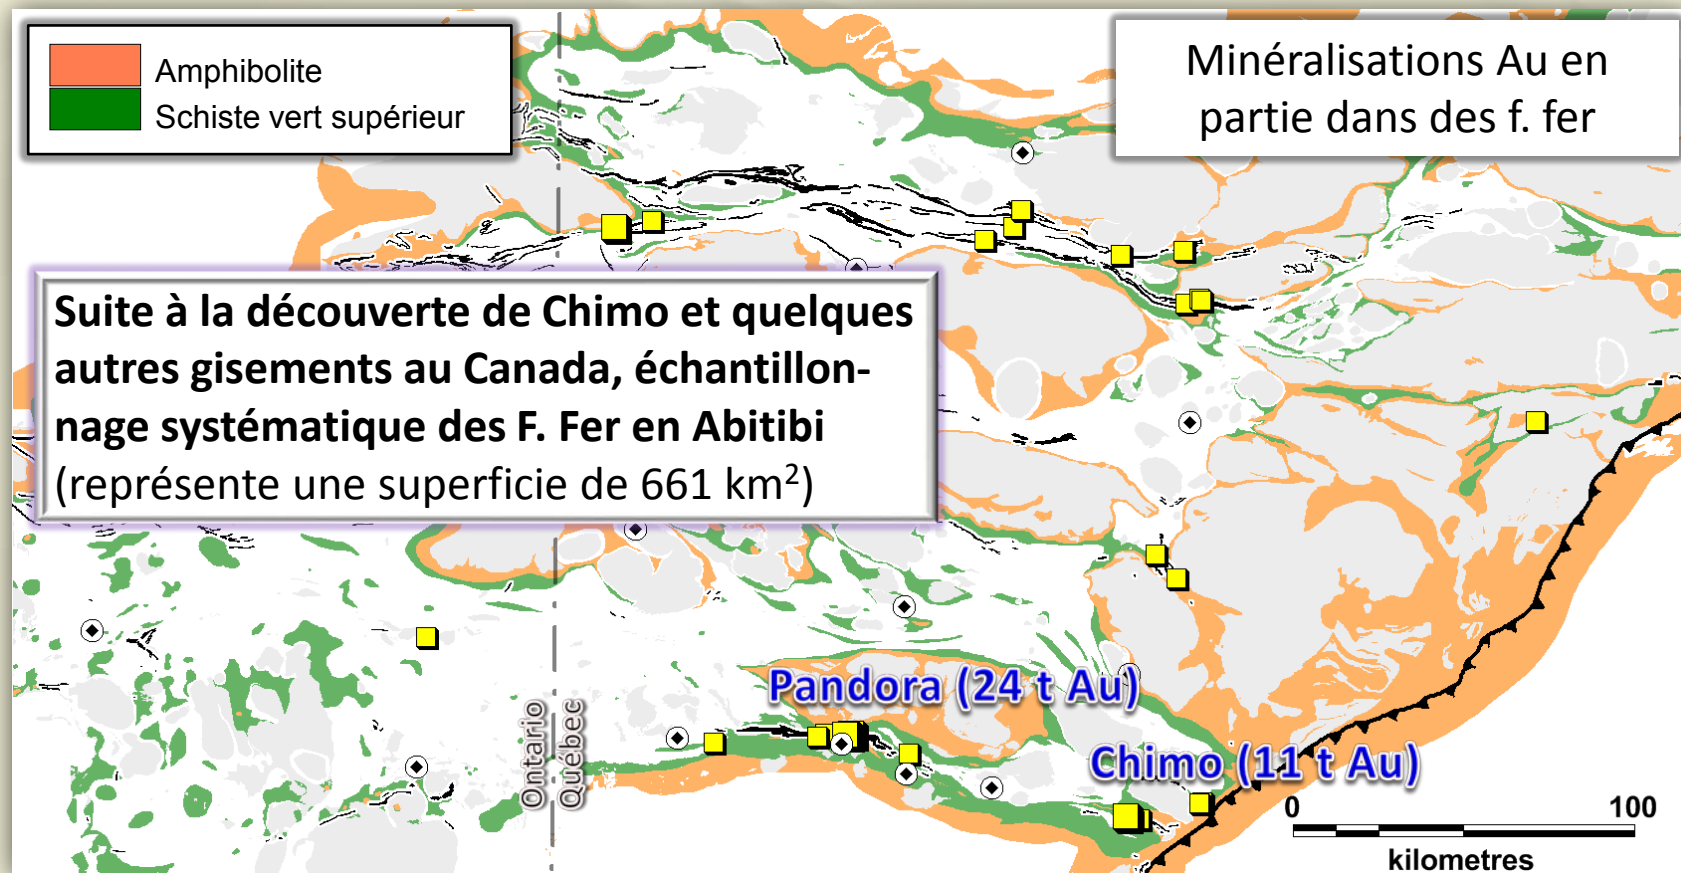 Amphibolite
Schiste vert supérieur
Minéralisations Au en
partie dans des f. fer
Suite à la découverte de Chimo et quelques
autres gisements au Canada, échantillon-
nage systématique des F. Fer en Abitibi
(représente une superficie de 661 km²)
Pandora (24 t Au)
Ontario
Québec
Chimo (11 t Au)
0 100
kilometres